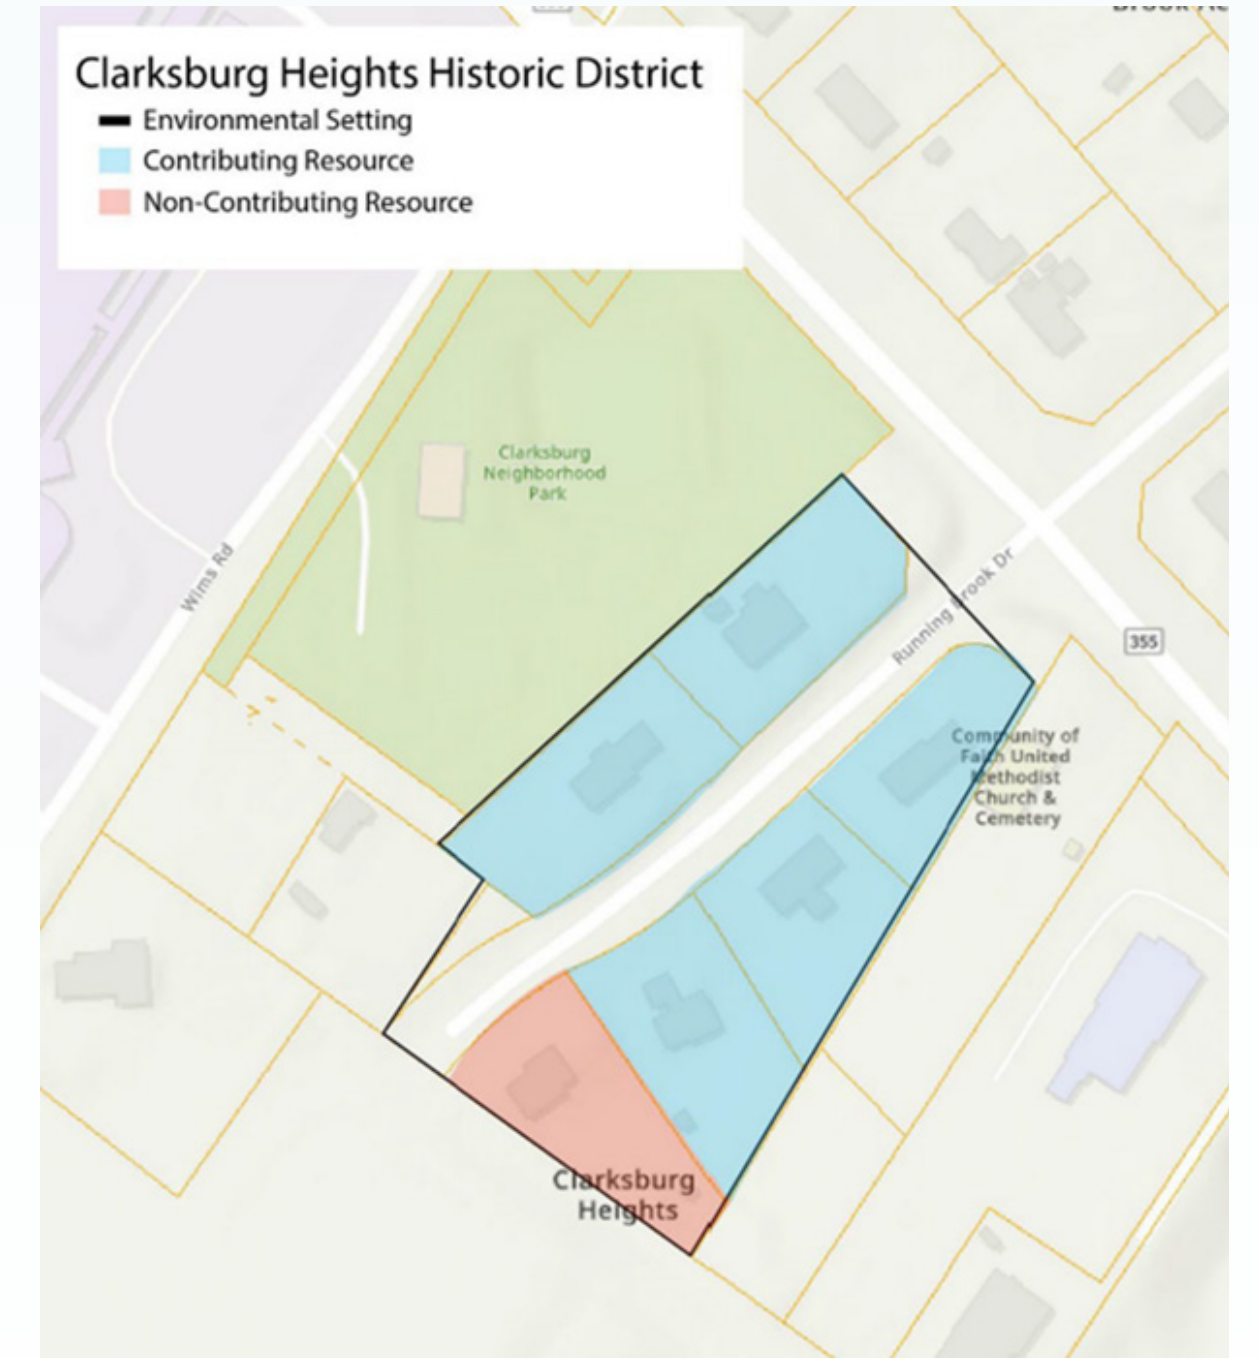 Clarksburg Heights Historic District
Environmental Setting
Contributing Resource
Non-Contributing Resource
Clarksburg
Neighborhood
Park
Wims Rd
Running Brook Dr
355
Community of
Faith United
Methodist
Church &
Cemetery
Clarksburg
Heights